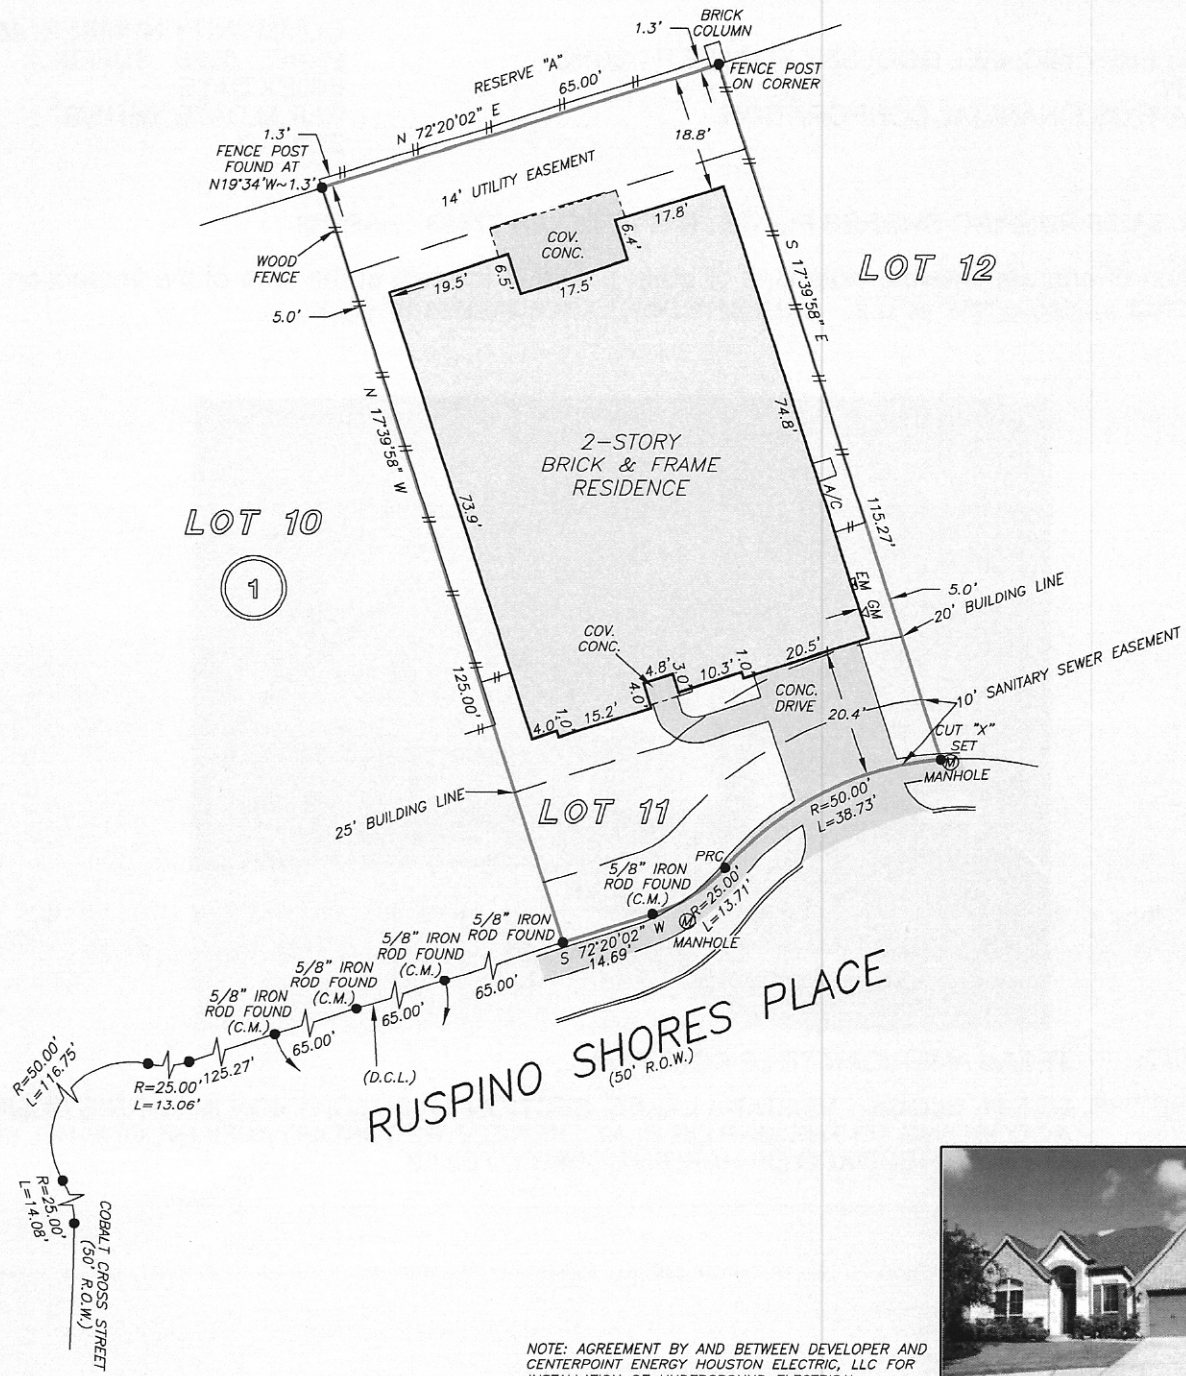 BRICK
COLUMN
1.3'
FENCE POST
ON CORNER
RESERVE "A"
65.00'
N 72°20'02" E
1.3'
FENCE POST
FOUND AT
N19°34'W~1.3'
18.8'
14' UTILITY EASEMENT
17.8'
6.4'
COV.
CONC.
WOOD
FENCE
19.5'
6.5'
17.5'
S 17°39'58" E
LOT 12
5.0'
N 17°39'58" W
74.8'
2-STORY
BRICK & FRAME
RESIDENCE
A/C
73.9'
115.27'
LOT 10
1
EM
GM
5.0'
20' BUILDING LINE
COV.
CONC.
4.8'
3.0'
10.3'
1.0'
20.5'
10' SANITARY SEWER EASEMENT
125.00'
4.0'
4.0'
1.0'
15.2'
CONC.
DRIVE
20.4'
CUT "X"
SET
MANHOLE
M
25' BUILDING LINE
LOT 11
R=50.00'
L=38.73'
PRC
5/8" IRON
ROD FOUND
(C.M.)
R=25.00'
L=13.71'
M
MANHOLE
5/8" IRON
ROD FOUND
S 72°20'02" W
14.69'
5/8" IRON
ROD FOUND
(C.M.)
65.00'
5/8" IRON
ROD FOUND
(C.M.)
65.00'
5/8" IRON
ROD FOUND
(C.M.)
65.00'
(D.C.L.)
RUSPINO SHORES PLACE
(50' R.O.W.)
125.27'
R=25.00'
L=13.06'
R=50.00'
L=116.75'
R=25.00'
L=14.08'
COBALT CROSS STREET
(50' R.O.W.)
NOTE: AGREEMENT BY AND BETWEEN DEVELOPER AND
CENTERPOINT ENERGY HOUSTON ELECTRIC, LLC FOR
INSTALLATION OF UNDERGROUND ELECTRICAL